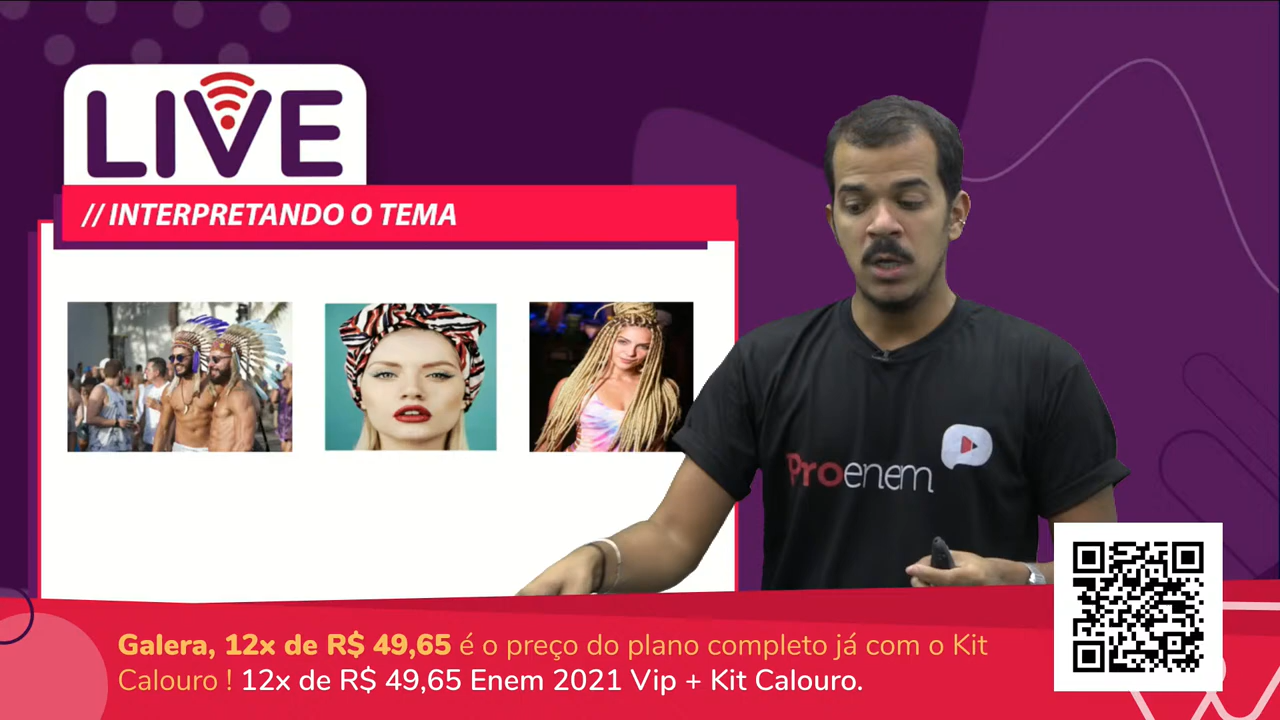 LIVE
// INTERPRETANDO O TEMA
Proenem
Galera, 12x de R$ 49,65 é o preço do plano completo já com o Kit
Calouro ! 12x de R$ 49,65 Enem 2021 Vip + Kit Calouro.